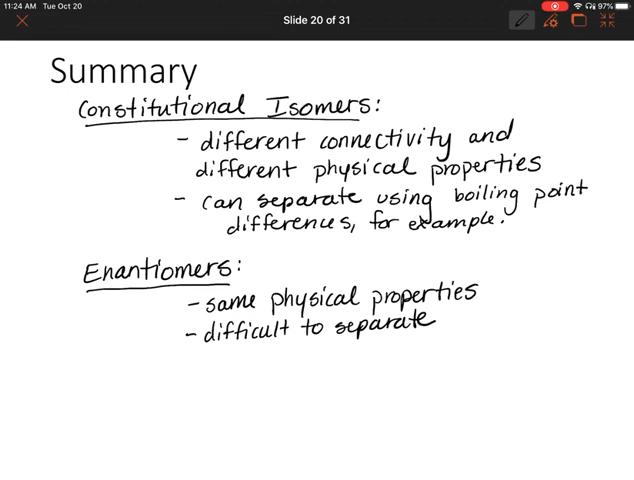 11:24 AM Tue Oct 20
97%
Slide 20 of 31
Summary
Constitutional Isomers:
- different connectivity and
different physical properties
- can separate using boiling point
differences, for example.
Enantiomers:
- same physical properties
- difficult to separate